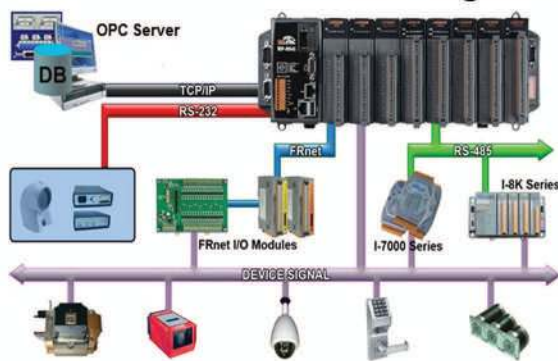 OPC Server
DB
TCP/IP
RS-232
FRnet
RS-485
I-8K Series
FRnet I/O Modules
I-7000 Series
DEVICE SIGNAL